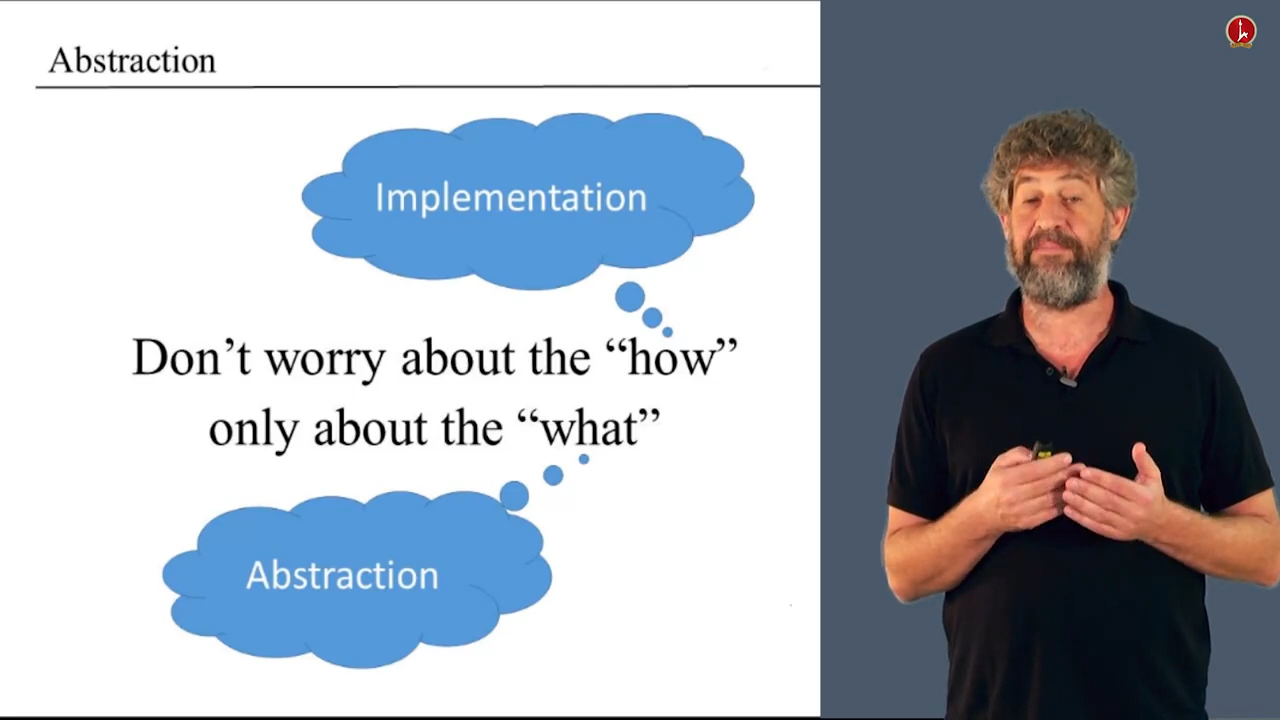 Abstraction
Implementation
Don’t worry about the “how”
only about the “what”
Abstraction